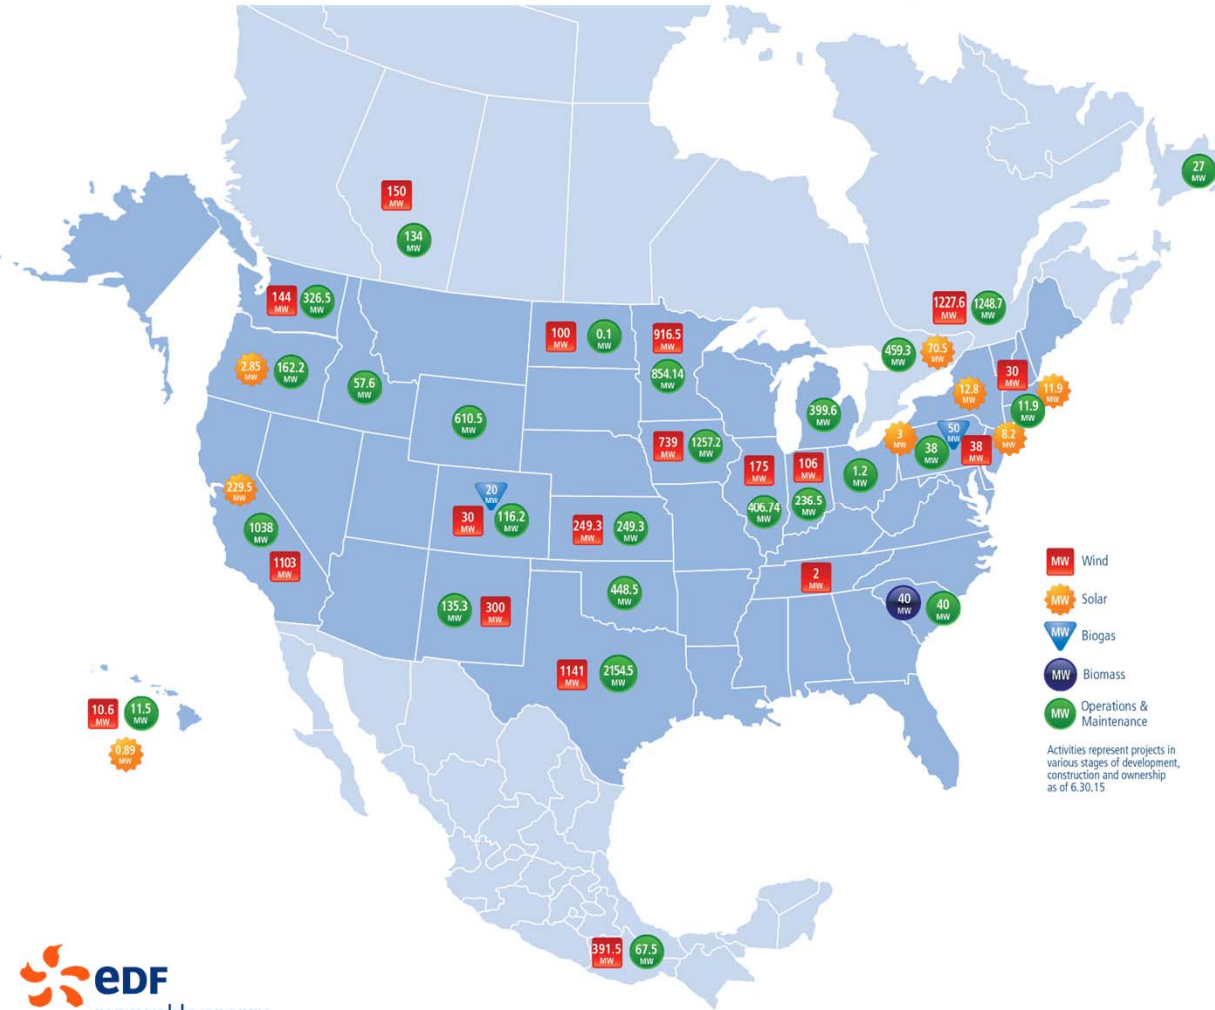 27
MW
150
MW
134
MW
144
MW
326.5
MW
100
MW
0.1
MW
916.5
MW
1227.6
MW
1248.7
MW
2.85
MW
162.2
MW
57.6
MW
854.14
MW
459.3
MW
70.5
MW
30
MW
610.5
MW
399.6
MW
12.8
MW
11.9
MW
11.9
MW
739
MW
1257.2
MW
3
MW
38
MW
50
MW
38
MW
8.2
MW
175
MW
106
MW
1.2
MW
229.5
MW
20
MW
30
MW
116.2
MW
406.74
MW
236.5
MW
1038
MW
249.3
MW
249.3
MW
1103
MW
2
MW
135.3
MW
300
MW
448.5
MW
40
MW
40
MW
1141
MW
2154.5
MW
10.6
MW
11.5
MW
0.89
MW
391.5
MW
67.5
MW
MW Wind
MW Solar
MW Biogas
MW Biomass
MW Operations &
Maintenance
Activities represent projects in
various stages of development,
construction and ownership
as of 6.30.15
eDF